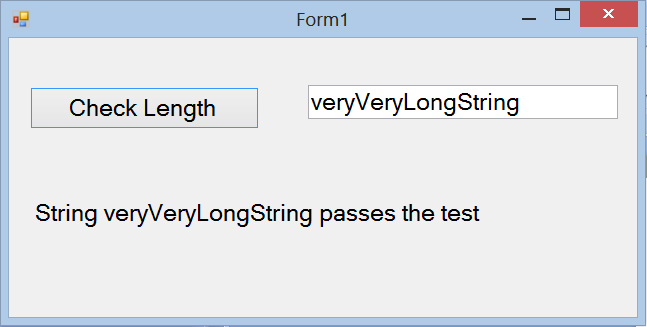 Form1
Check Length
veryVeryLongString
String veryVeryLongString passes the test